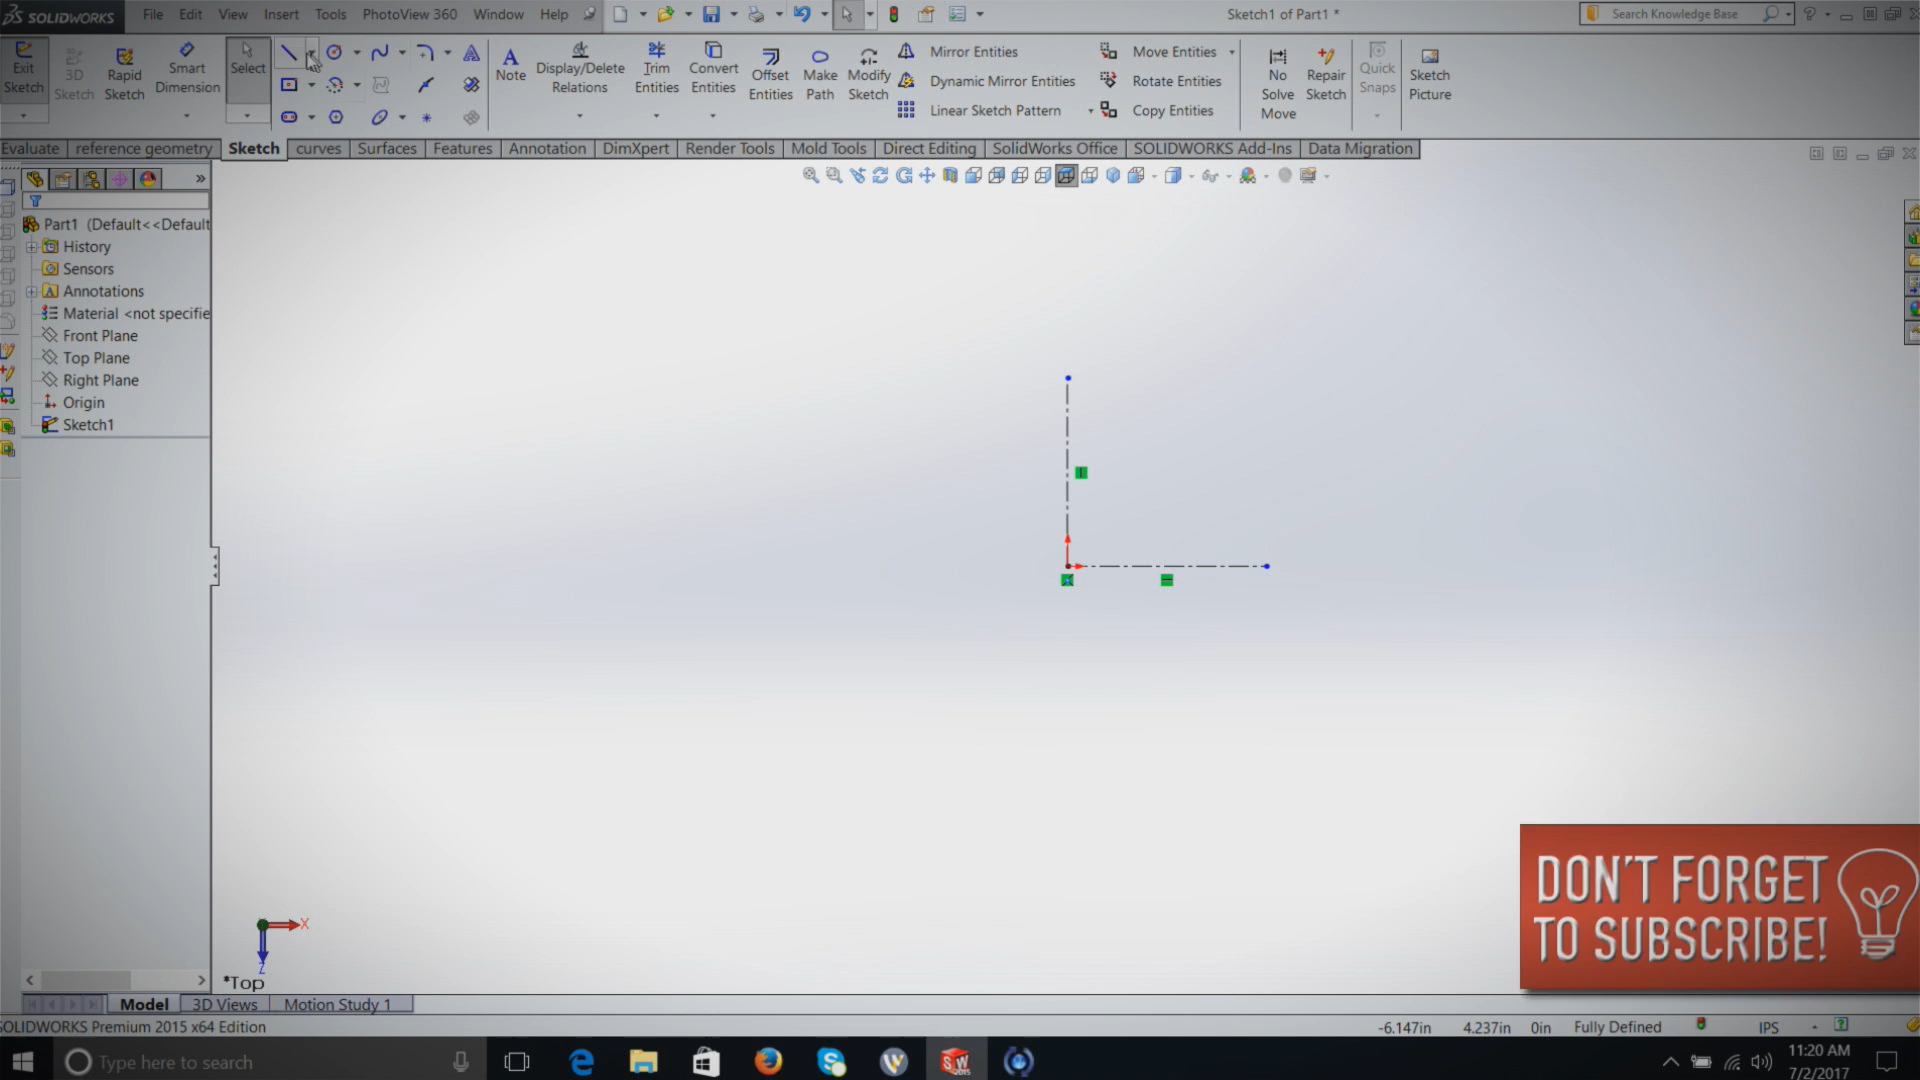 SOLIDWORKS
File Edit View Insert Tools PhotoView 360 Window Help
Sketch1 of Part1 *
Search Knowledge Base
Exit Sketch
3D Sketch
Rapid Sketch
Smart Dimension
Select
Note
Display/Delete Relations
Trim Entities
Convert Entities
Offset Entities
Make Path
Modify Sketch
Mirror Entities
Dynamic Mirror Entities
Linear Sketch Pattern
Move Entities
Rotate Entities
Copy Entities
No Solve Move
Repair Sketch
Quick Snaps
Sketch Picture
Evaluate reference geometry Sketch curves Surfaces Features Annotation DimXpert Render Tools Mold Tools Direct Editing SolidWorks Office SOLIDWORKS Add-Ins Data Migration
Part1 (Default<<Default
History
Sensors
Annotations
Material <not specifie
Front Plane
Top Plane
Right Plane
Origin
Sketch1
X
Z
*Top
DON'T FORGET
TO SUBSCRIBE!
Model 3D Views Motion Study 1
SOLIDWORKS Premium 2015 x64 Edition
-6.147in 4.237in 0in Fully Defined IPS
Type here to search
11:20 AM
7/2/2017